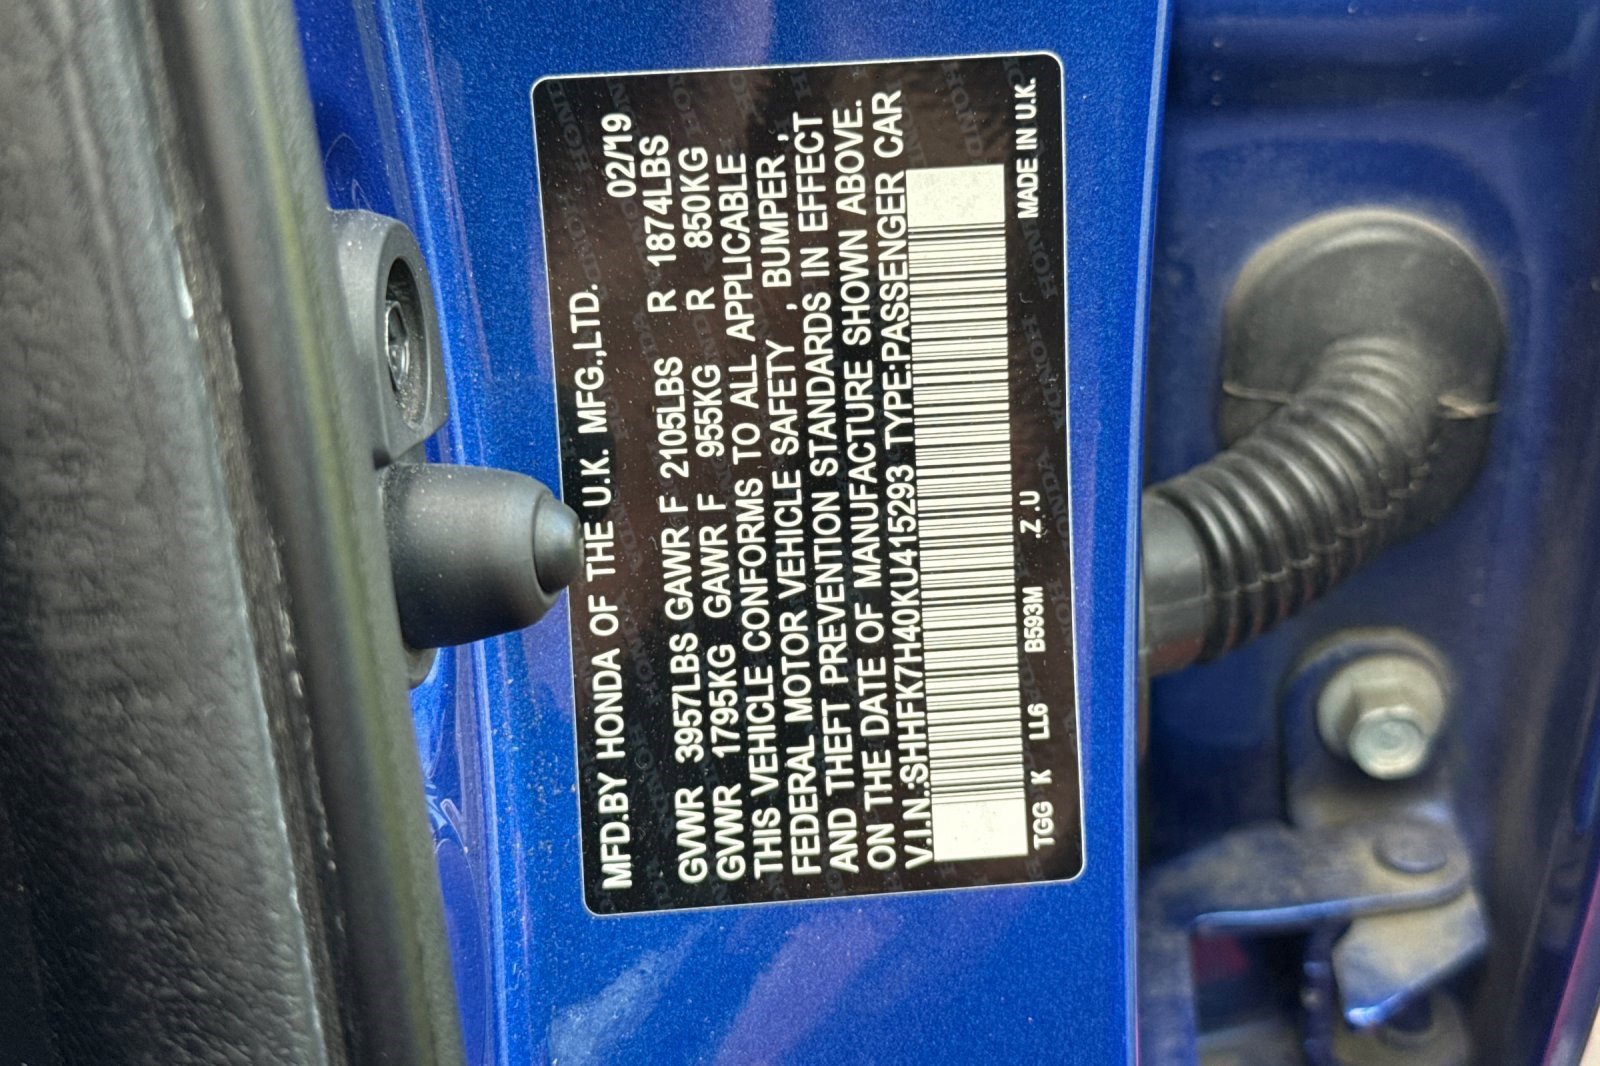 MFD.BY HONDA OF THE U.K. MFG.,LTD. 02/19
GVWR 3957LBS GAWR F 2105LBS R 1874LBS
GVWR 1795KG GAWR F 955KG R 850KG
THIS VEHICLE CONFORMS TO ALL APPLICABLE
FEDERAL MOTOR VEHICLE SAFETY , BUMPER ,
AND THEFT PREVENTION STANDARDS IN EFFECT
ON THE DATE OF MANUFACTURE SHOWN ABOVE.
V.I.N:SHHFK7H40KU415293 TYPE:PASSENGER CAR
TGG K LL6 B593M .Z.U MADE IN U.K.